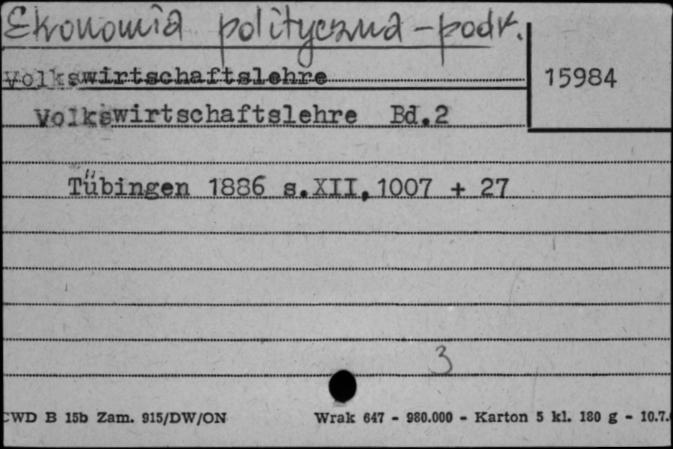 Ekonomia polityczna - podr.
Volkswirtschaftslehre
15984
Volkswirtschaftslehre Bd.2
Tübingen 1886 s.XII,1007 + 27
3
CWD B 15b Zam. 915/DW/ON Wrak 647 - 980.000 - Karton 5 kl. 180 g - 10.7.